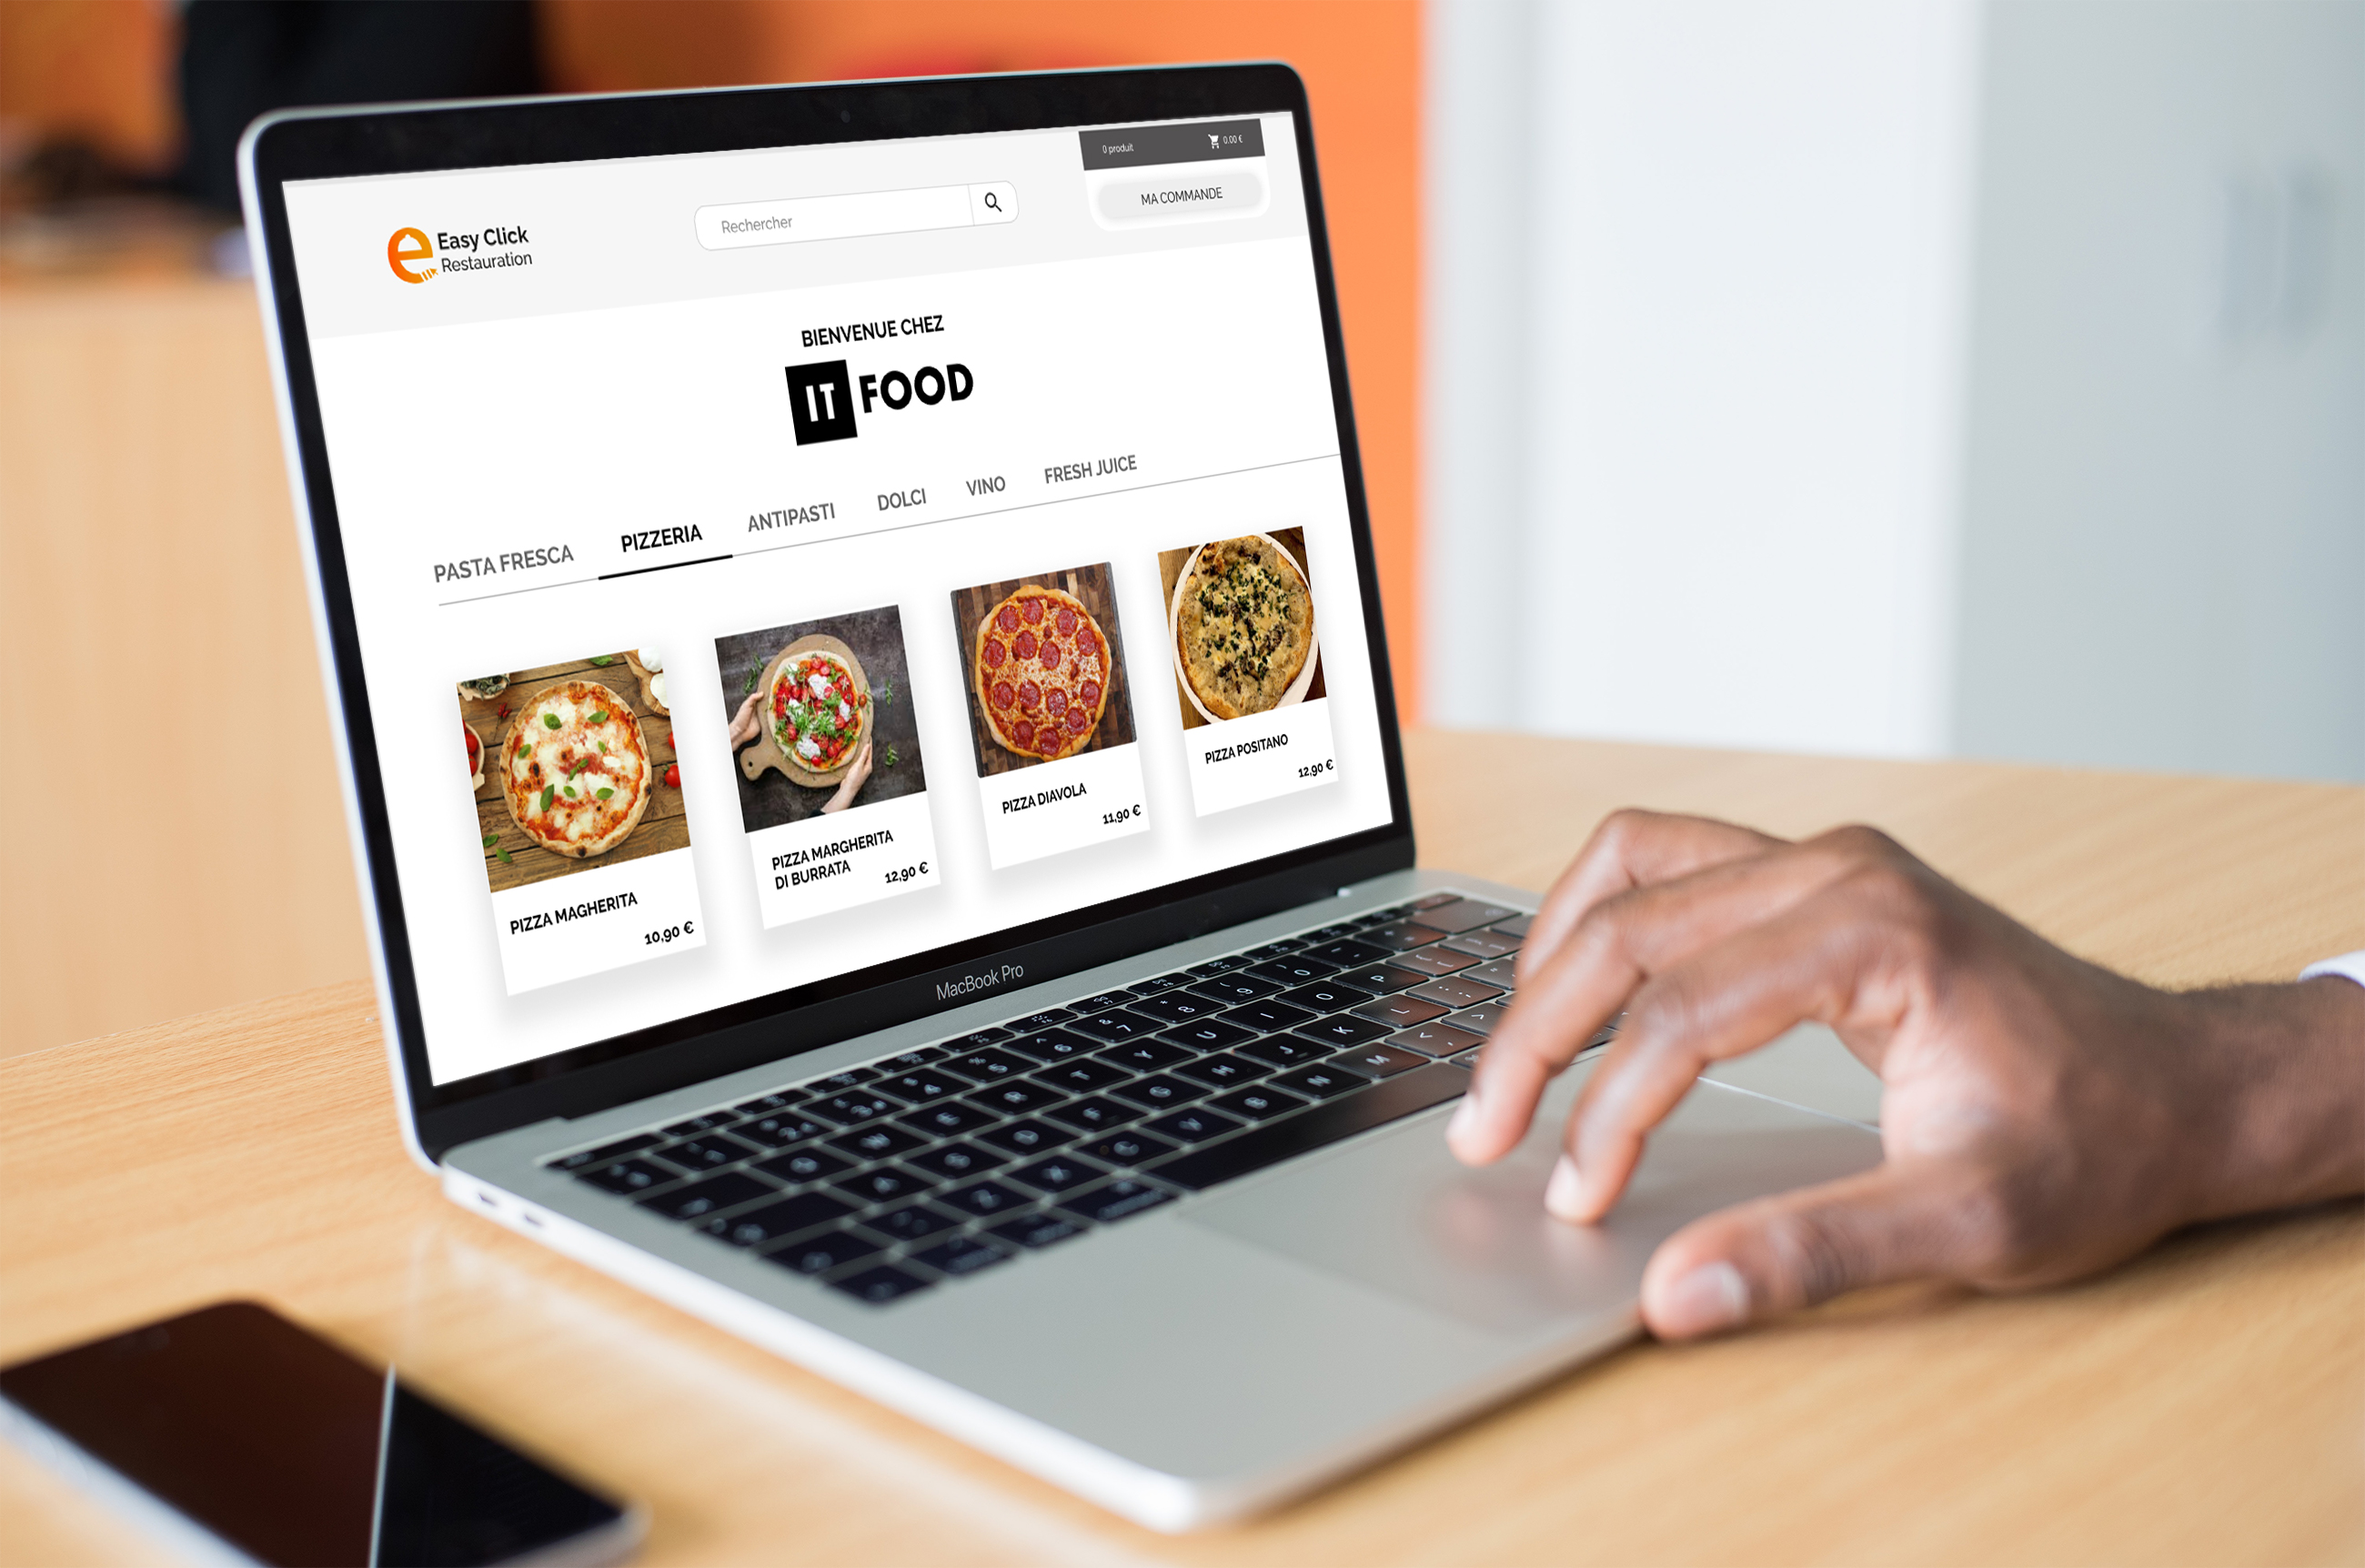 0 produit 0.00 €
MA COMMANDE
Rechercher
Easy Click
Restauration
BIENVENUE CHEZ
IT FOOD
PASTA FRESCA PIZZERIA ANTIPASTI DOLCI VINO FRESH JUICE
PIZZA MAGHERITA
10,90 €
PIZZA MARGHERITA
DI BURRATA
12,90 €
PIZZA DIAVOLA
11,90 €
PIZZA POSITANO
12,90 €
MacBook Pro